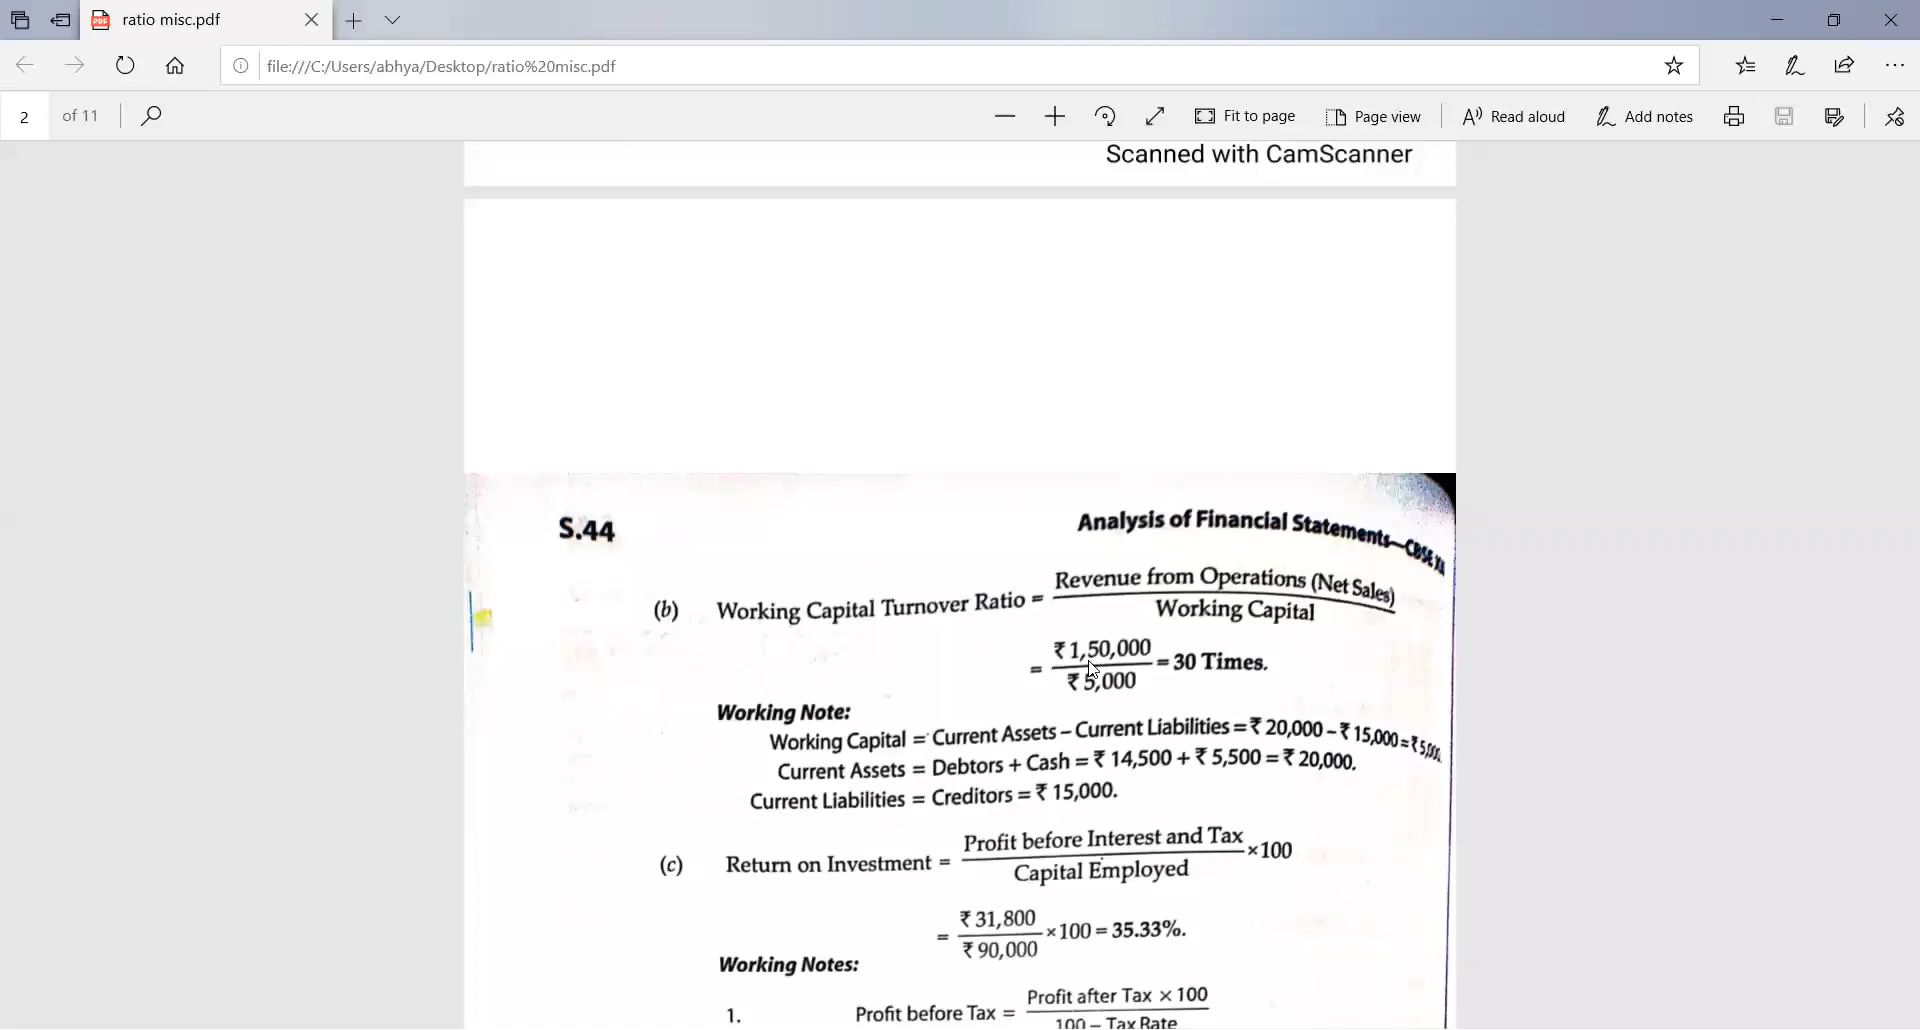 ratio misc.pdf
file:///C:/Users/abhya/Desktop/ratio%20misc.pdf
2 of 11 Fit to page Page view Read aloud Add notes
Scanned with CamScanner
S.44 Analysis of Financial Statements—CBSE XII
(b) Working Capital Turnover Ratio = Revenue from Operations (Net Sales)
Working Capital
= ₹ 1,50,000 = 30 Times.
₹ 5,000
Working Note:
Working Capital = Current Assets – Current Liabilities = ₹ 20,000 – ₹ 15,000 = ₹ 5,000.
Current Assets = Debtors + Cash = ₹ 14,500 + ₹ 5,500 = ₹ 20,000.
Current Liabilities = Creditors = ₹ 15,000.
(c) Return on Investment = Profit before Interest and Tax ×100
Capital Employed
= ₹ 31,800 ×100 = 35.33%.
₹ 90,000
Working Notes:
1. Profit before Tax = Profit after Tax × 100
100 – Tax Rate